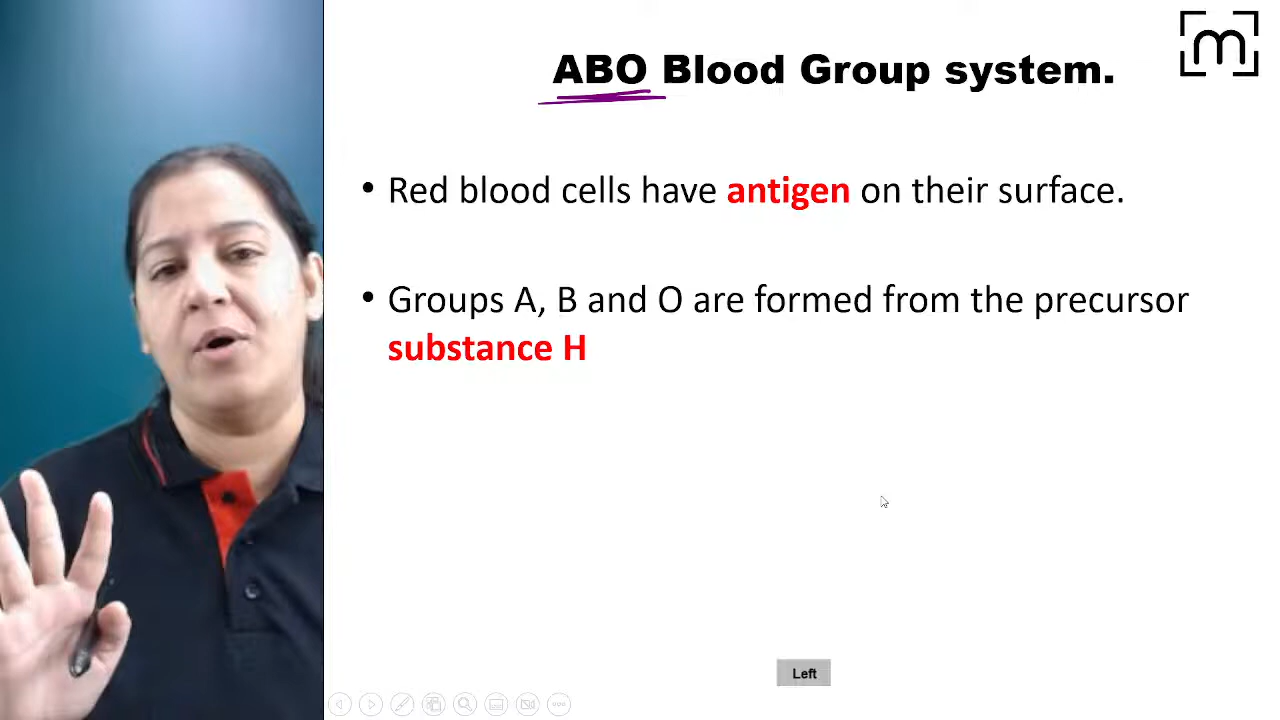 ABO Blood Group system.
• Red blood cells have antigen on their surface.
• Groups A, B and O are formed from the precursor
substance H
Left
m